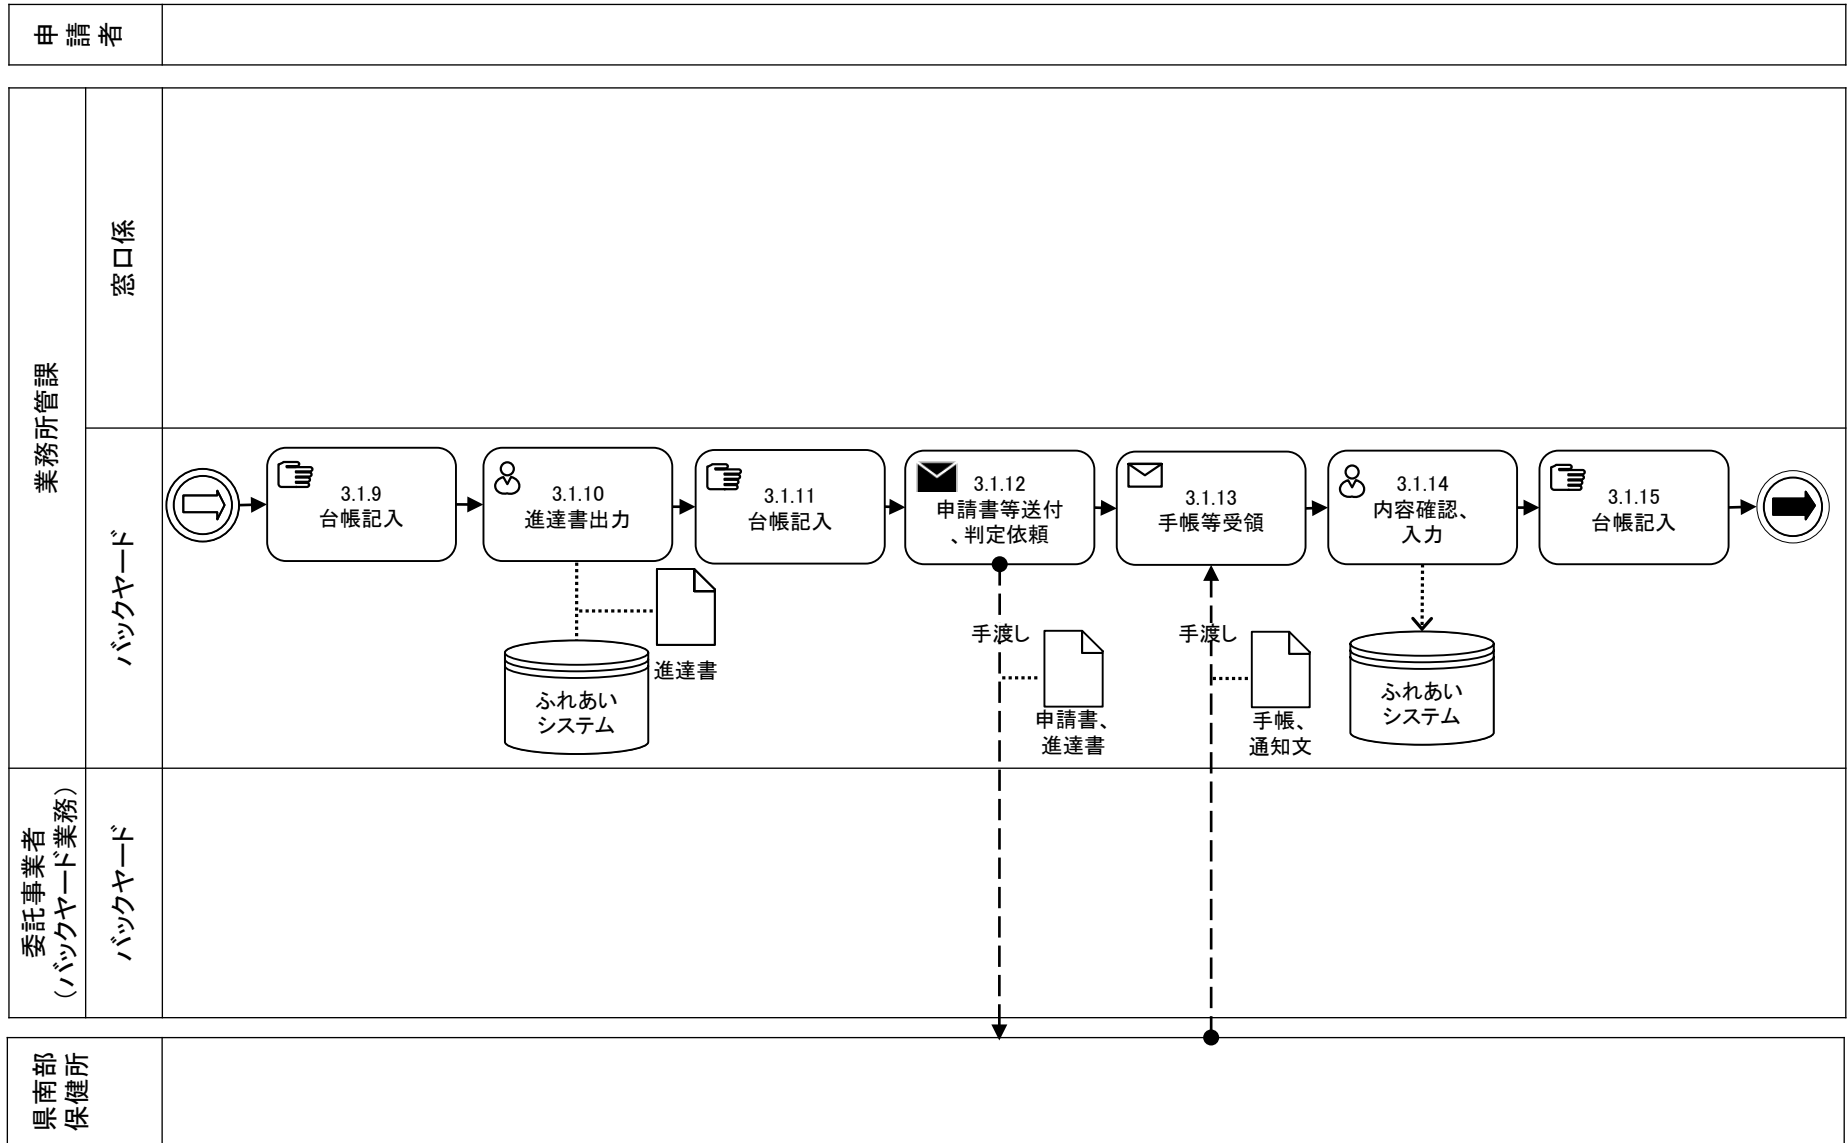 申請者
業務所管課
窓口係
バックヤード
3.1.9
台帳記入
3.1.10
進達書出力
3.1.11
台帳記入
3.1.12
申請書等送付
、判定依頼
3.1.13
手帳等受領
3.1.14
内容確認、
入力
3.1.15
台帳記入
進達書
ふれあい
システム
手渡し
申請書、
進達書
手渡し
手帳、
通知文
ふれあい
システム
委託事業者
（バックヤード業務）
バックヤード
県南部
保健所